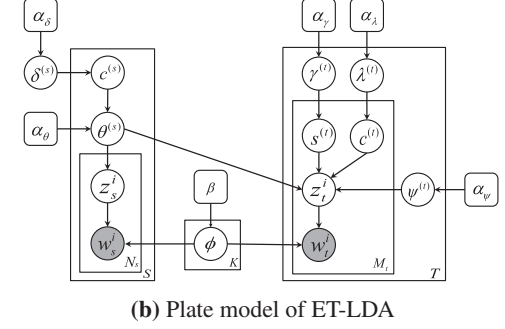 α_δ α_γ α_λ
δ^(s) c^(s) γ^(t) λ^(t)
α_θ θ^(s) s^(t) c^(t)
z_s^i β z_t^i ψ^(t) α_ψ
w_s^i ϕ w_t^i
N_s S K M_t T
(b) Plate model of ET-LDA